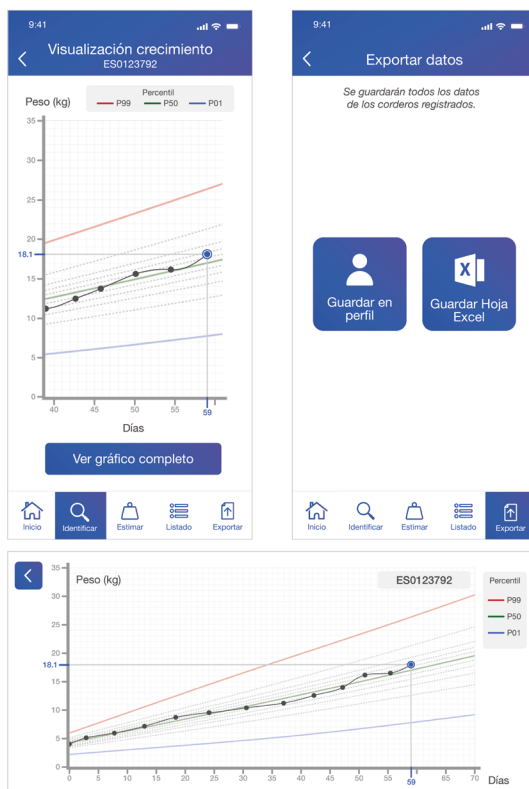 9:41
Visualización crecimiento
ES0123792
Peso (kg)
Percentil
P99
P50
P01
35
30
25
20
18.1
15
10
5
0
40
45
50
55
59
Días
Ver gráfico completo
Inicio
Identificar
Estimar
Listado
Exportar
9:41
Exportar datos
Se guardarán todos los datos
de los corderos registrados.
Guardar en
perfil
X
Guardar Hoja
Excel
Inicio
Identificar
Estimar
Listado
Exportar
35
Peso (kg)
ES0123792
Percentil
P99
P50
P01
30
25
20
18.1
15
10
5
0
0
5
10
15
20
25
30
35
40
45
50
55
59
65
70
Días